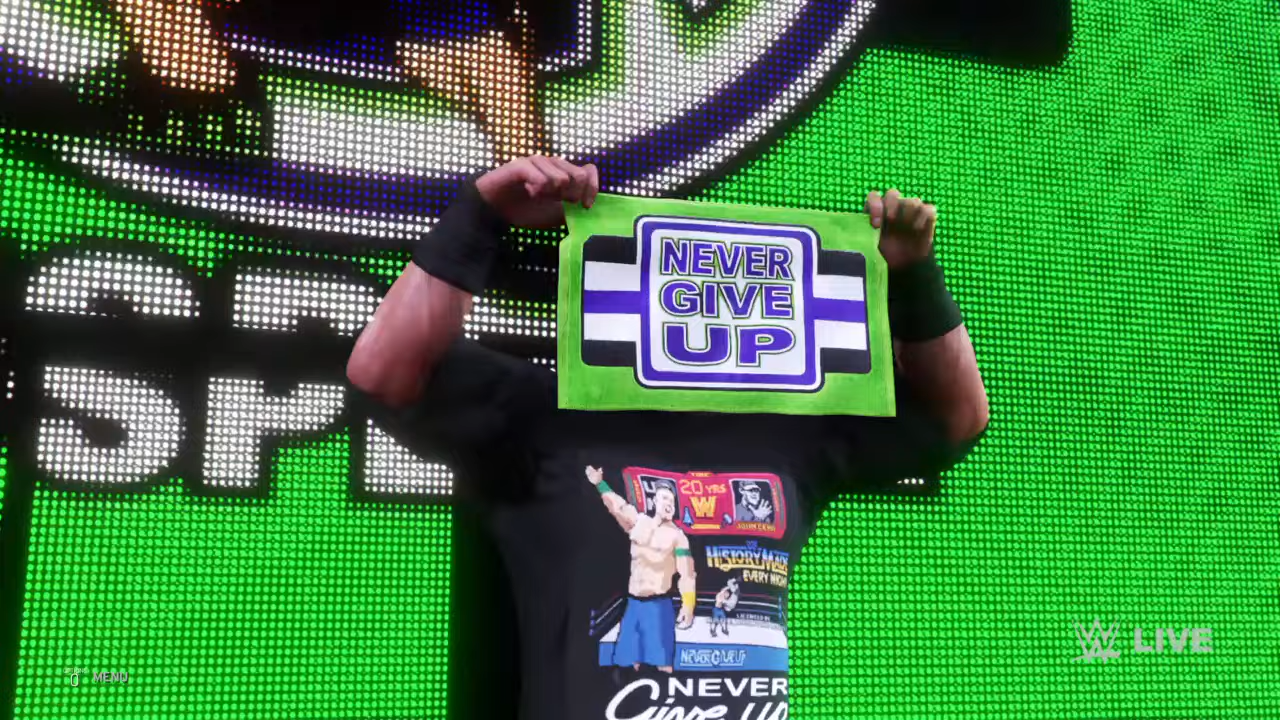 NEVER
GIVE
UP
20 YRS
HISTORY MADE
EVERY NIGHT
NEVER GIVE UP
NEVER
Give Up
LIVE
MENU